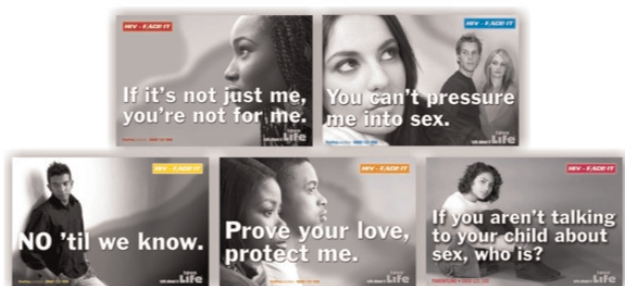 HIV - FACE IT
If it's not just me,
you're not for me.
Life
HIV - FACE IT
You can't pressure
me into sex.
Life
HIV - FACE IT
NO 'til we know.
Life
HIV - FACE IT
Prove your love,
protect me.
Life
HIV - FACE IT
If you aren't talking
to your child about
sex, who is?
Life